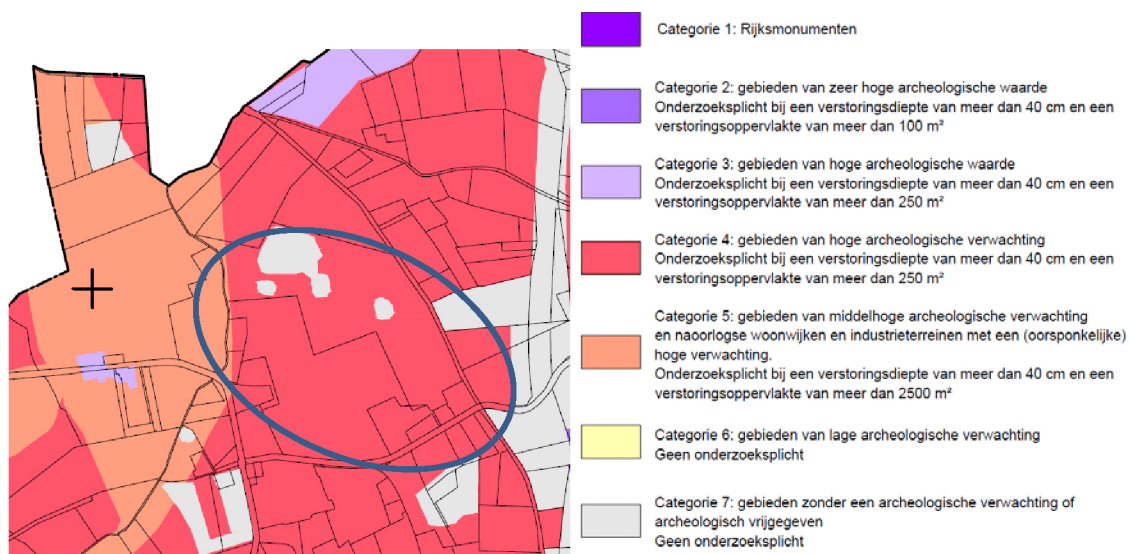 Categorie 1: Rijksmonumenten
Categorie 2: gebieden van zeer hoge archeologische waarde
Onderzoeksplicht bij een verstoringsdiepte van meer dan 40 cm en een
verstoringsoppervlakte van meer dan 100 m²
Categorie 3: gebieden van hoge archeologische waarde
Onderzoeksplicht bij een verstoringsdiepte van meer dan 40 cm en een
verstoringsoppervlakte van meer dan 250 m²
Categorie 4: gebieden van hoge archeologische verwachting
Onderzoeksplicht bij een verstoringsdiepte van meer dan 40 cm en een
verstoringsoppervlakte van meer dan 250 m²
Categorie 5: gebieden van middelhoge archeologische verwachting
en naoorlogse woonwijken en industrieterreinen met een (oorsponkelijke)
hoge verwachting.
Onderzoeksplicht bij een verstoringsdiepte van meer dan 40 cm en een
verstoringsoppervlakte van meer dan 2500 m²
Categorie 6: gebieden van lage archeologische verwachting
Geen onderzoeksplicht
Categorie 7: gebieden zonder een archeologische verwachting of
archeologisch vrijgegeven
Geen onderzoeksplicht